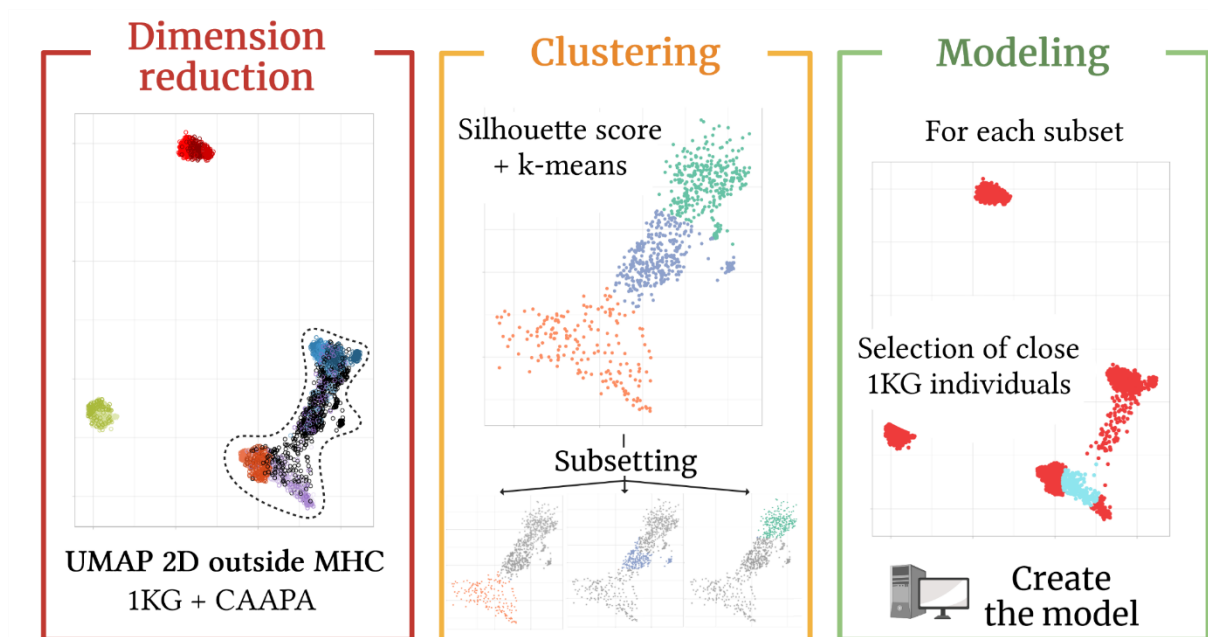 Dimension
reduction
UMAP 2D outside MHC
1KG + CAAPA
Clustering
Silhouette score
+ k-means
Subsetting
Modeling
For each subset
Selection of close
1KG individuals
Create
the model